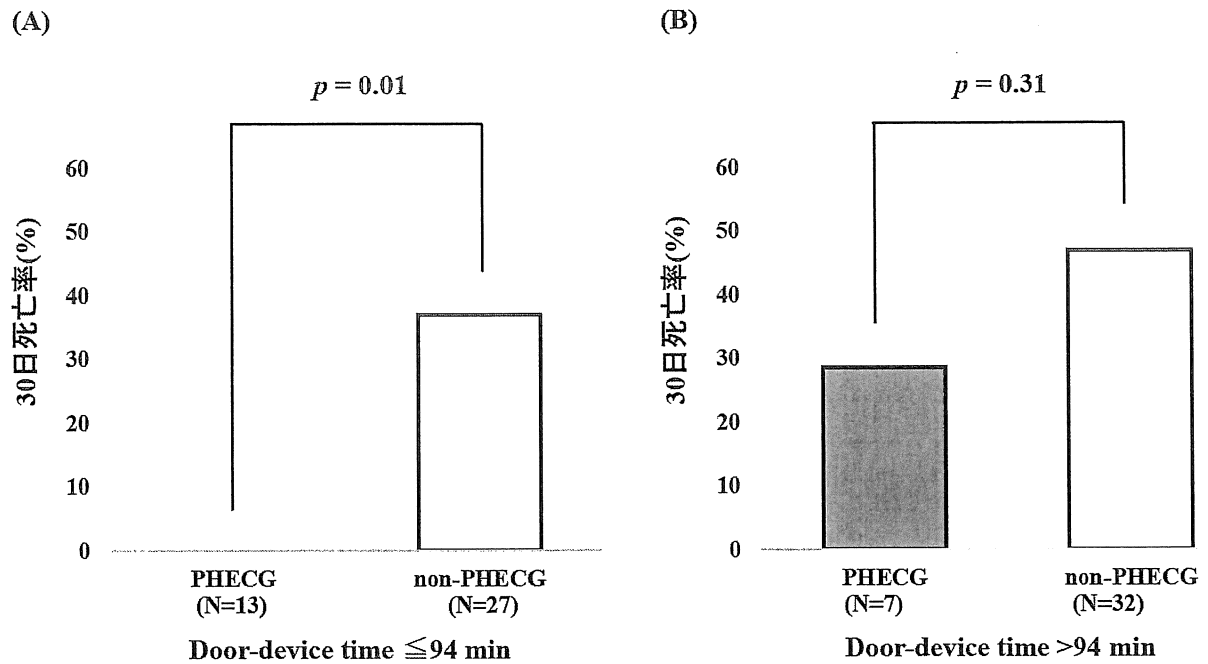 (A)
p = 0.01
30日死亡率(%)
60
50
40
30
20
10
0
PHECG
(N=13)
non-PHECG
(N=27)
Door-device time ≦94 min
(B)
p = 0.31
30日死亡率(%)
60
50
40
30
20
10
0
PHECG
(N=7)
non-PHECG
(N=32)
Door-device time >94 min